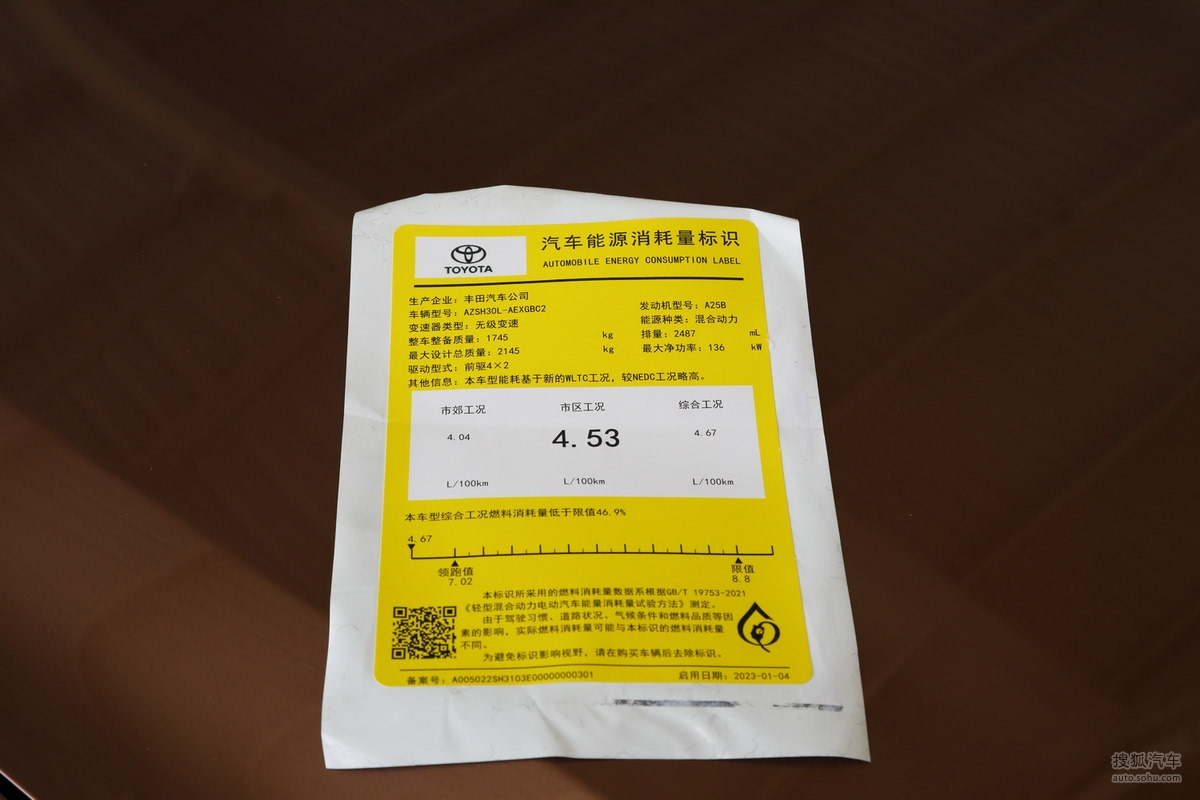 TOYOTA
汽车能源消耗量标识
AUTOMOBILE ENERGY CONSUMPTION LABEL
生产企业：丰田汽车公司
车辆型号：AZSH30L-AEXGBC2
发动机型号：A25B
变速器类型：无级变速
能源种类：混合动力
整车整备质量：1745 kg
排量：2487 mL
最大设计总质量：2145 kg
最大净功率：136 kW
驱动型式：前驱4×2
其他信息：本车型能耗基于新的WLTC工况，较NEDC工况略高。
市郊工况 市区工况 综合工况
4.04 4.53 4.67
L/100km L/100km L/100km
本车型综合工况燃料消耗量低于限值46.9%
4.67
领跑值 限值
7.02 8.8
本标识所采用的燃料消耗量数据系根据GB/T 19753-2021
《轻型混合动力电动汽车能量消耗量试验方法》测定。
由于驾驶习惯、道路状况、气候条件和燃料品质等因
素的影响，实际燃料消耗量可能与本标识的燃料消耗量
不同。
为避免标识影响视野，请在购买车辆后去除标识。
备案号：A005022SH3103E00000000301 启用日期：2023-01-04
搜狐汽车
auto.sohu.com